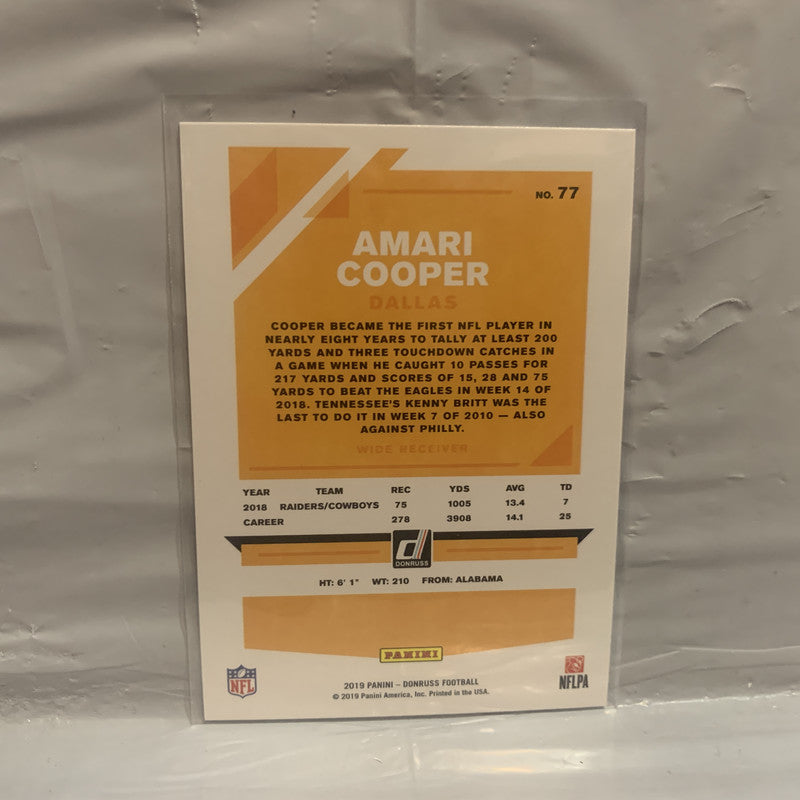 NO. 77
AMARI
COOPER
DALLAS
COOPER BECAME THE FIRST NFL PLAYER IN
NEARLY EIGHT YEARS TO TALLY AT LEAST 200
YARDS AND THREE TOUCHDOWN CATCHES IN
A GAME WHEN HE CAUGHT 10 PASSES FOR
217 YARDS AND SCORES OF 15, 28 AND 75
YARDS TO BEAT THE EAGLES IN WEEK 14 OF
2018. TENNESSEE'S KENNY BRITT WAS THE
LAST TO DO IT IN WEEK 7 OF 2010 — ALSO
AGAINST PHILLY.
WIDE RECEIVER
YEAR TEAM REC YDS AVG TD
2018 RAIDERS/COWBOYS 75 1005 13.4 7
CAREER 278 3908 14.1 25
d
DONRUSS
HT: 6' 1" WT: 210 FROM: ALABAMA
PANINI
NFL
2019 PANINI – DONRUSS FOOTBALL
© 2019 Panini America, Inc. Printed in the USA.
NFLPA